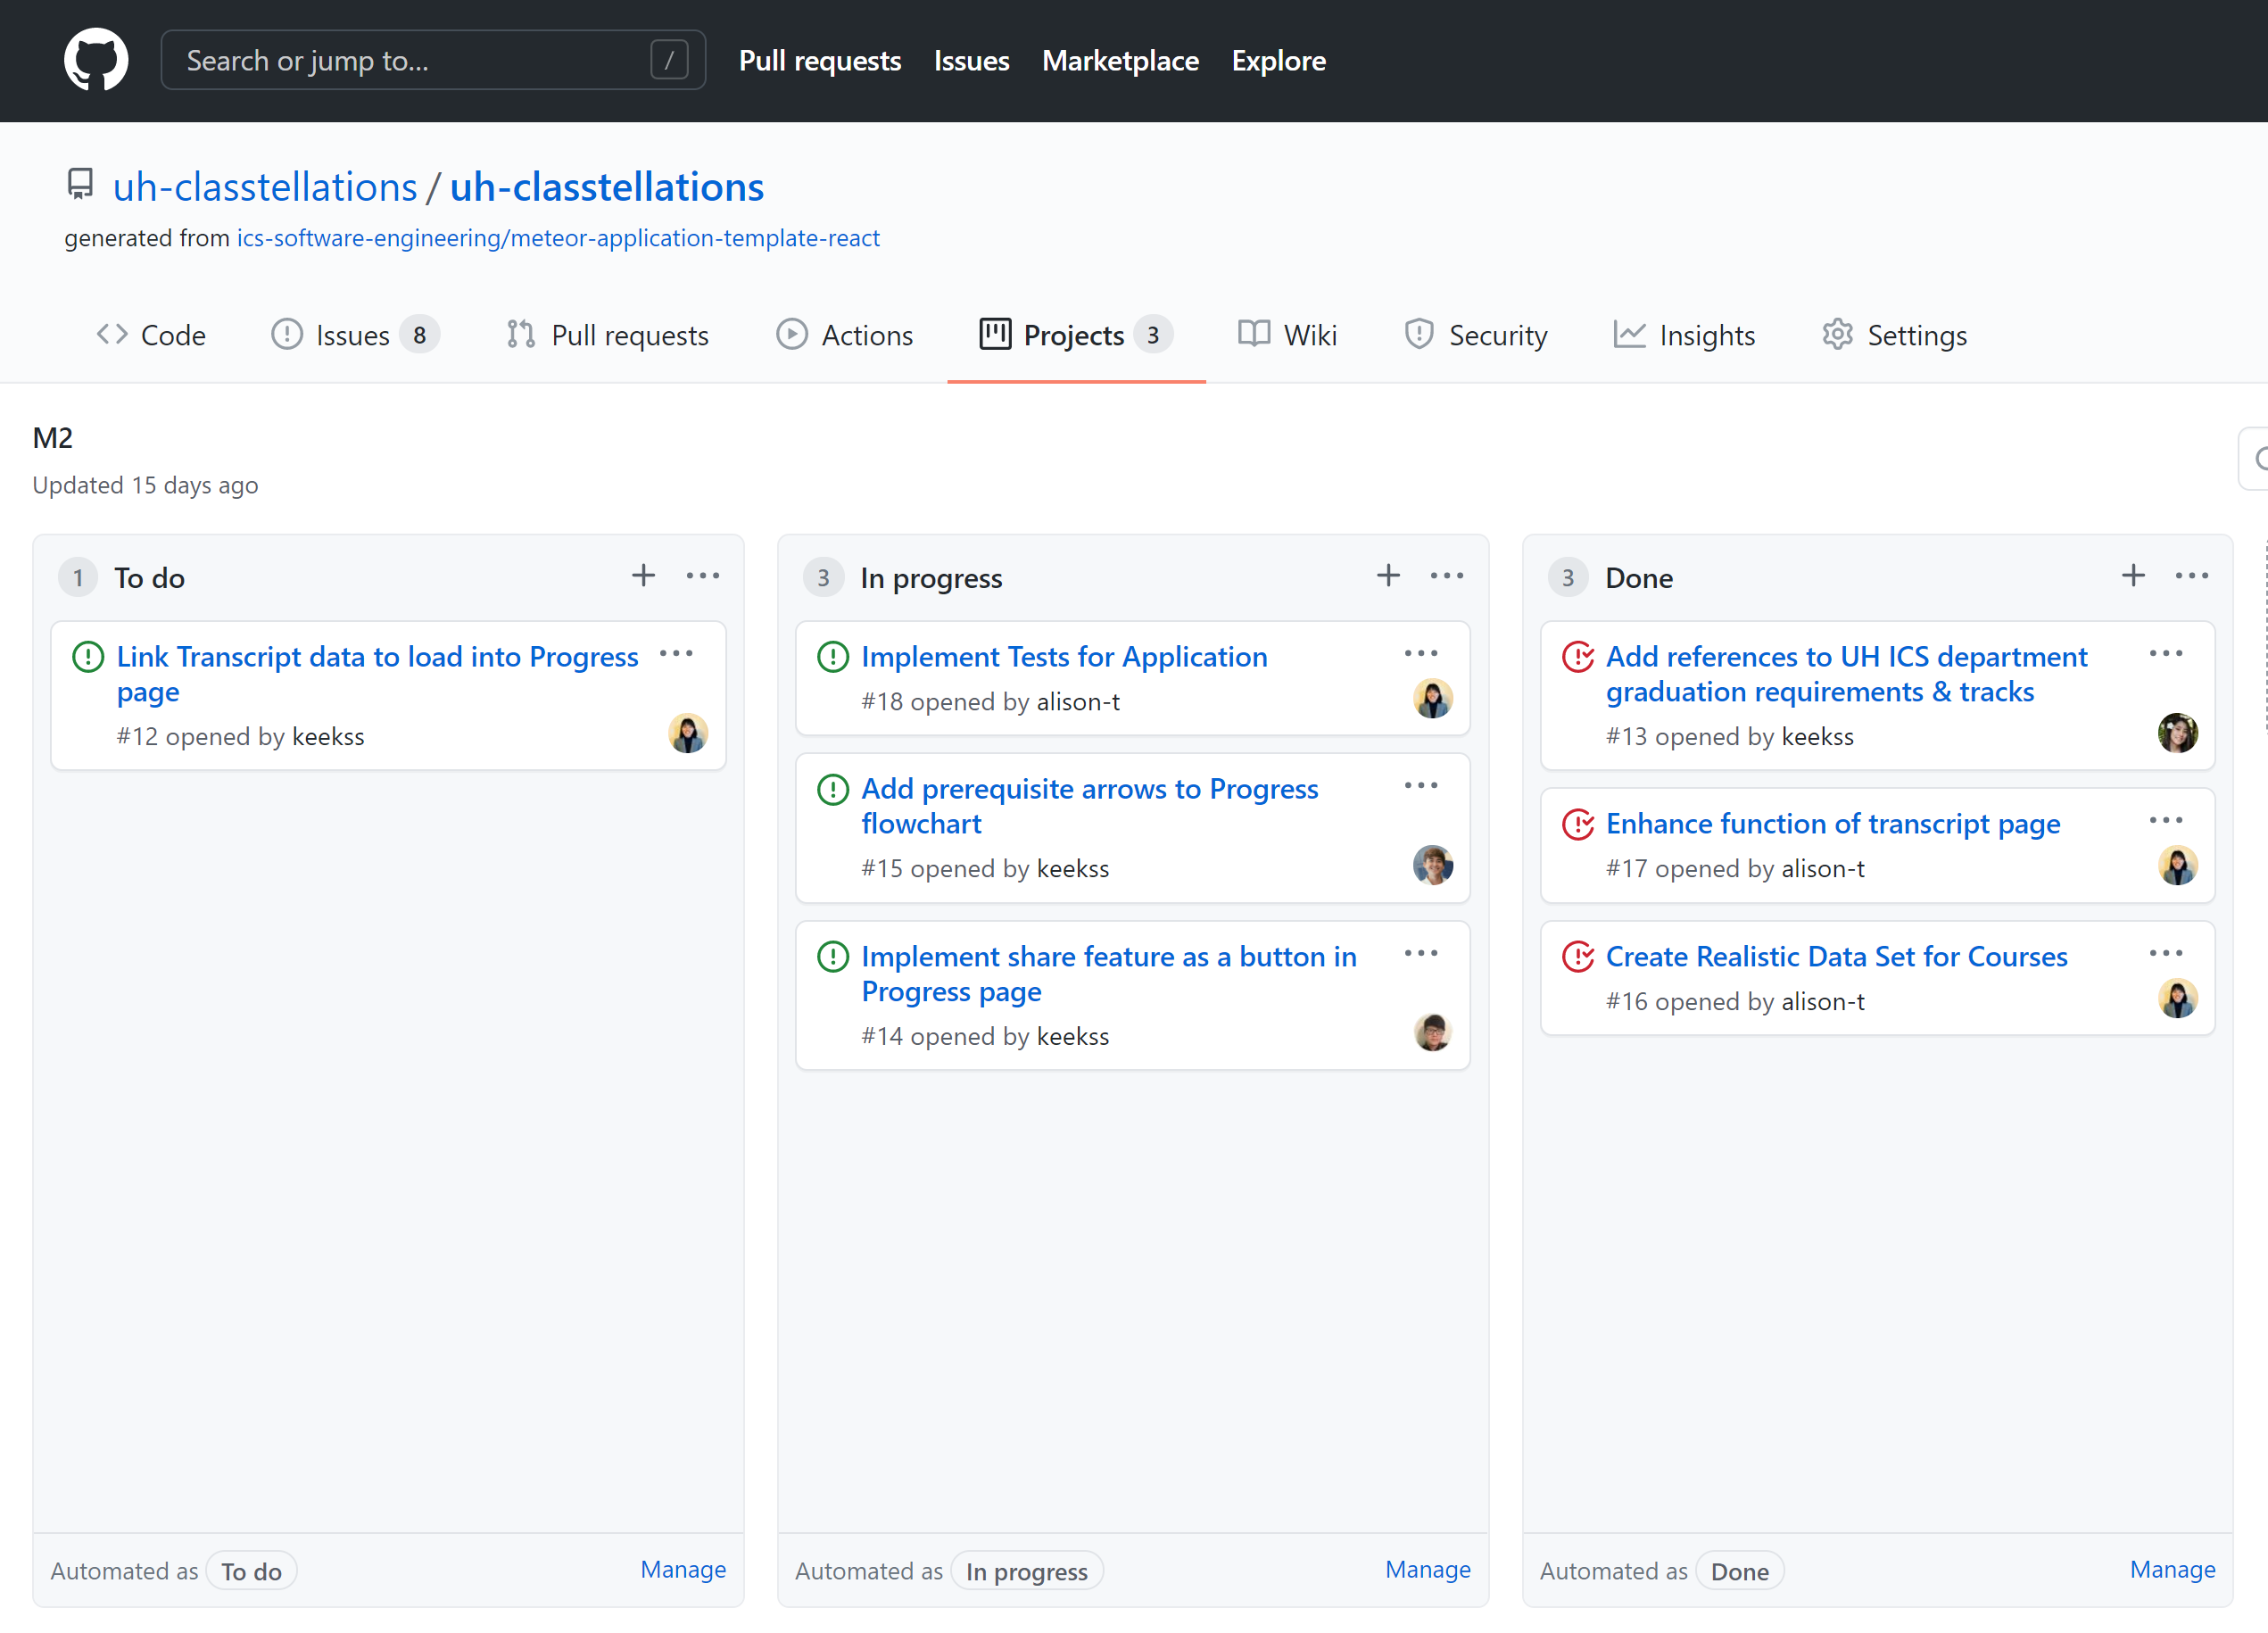 Search or jump to... /
Pull requests Issues Marketplace Explore
uh-classtellations / uh-classtellations
generated from ics-software-engineering/meteor-application-template-react
Code Issues 8 Pull requests Actions Projects 3 Wiki Security Insights Settings
M2
Updated 15 days ago
1 To do
Link Transcript data to load into Progress
page
#12 opened by keekss
Automated as To do Manage
3 In progress
Implement Tests for Application
#18 opened by alison-t
Add prerequisite arrows to Progress
flowchart
#15 opened by keekss
Implement share feature as a button in
Progress page
#14 opened by keekss
Automated as In progress Manage
3 Done
Add references to UH ICS department
graduation requirements & tracks
#13 opened by keekss
Enhance function of transcript page
#17 opened by alison-t
Create Realistic Data Set for Courses
#16 opened by alison-t
Automated as Done Manage